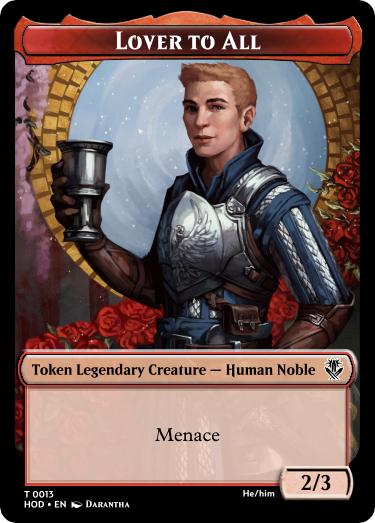 Lover to All
Token Legendary Creature — Human Noble
Menace
2/3
T 0013
HOD • EN Darantha
He/him